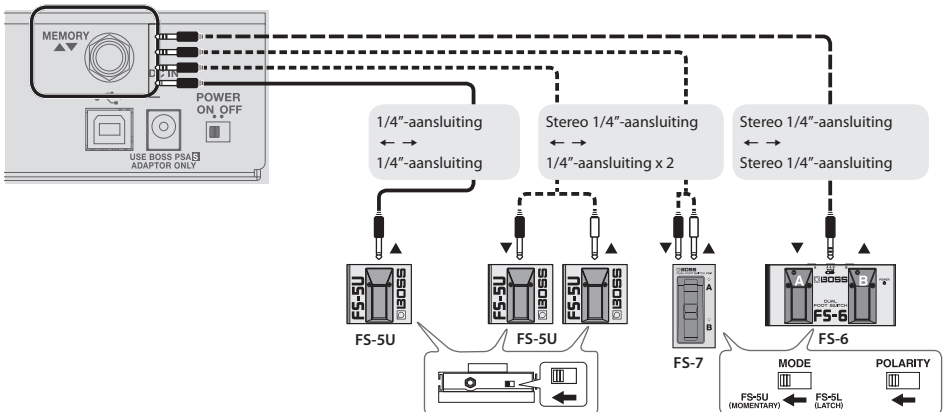 MEMORY
▲▼
DC IN
POWER
ON OFF
USE BOSS PSA S
ADAPTOR ONLY
1/4”-aansluiting
← →
1/4”-aansluiting
Stereo 1/4”-aansluiting
← →
1/4”-aansluiting x 2
Stereo 1/4”-aansluiting
← →
Stereo 1/4”-aansluiting
▲
▼
▲
▼
▲
▼
▲
FS-5U
BOSS
FS-5U
BOSS
FS-5U
BOSS
BOSS
A
B
A
B
BOSS
POWER
DUAL
FOOT SWITCH
FS-6
FS-5U
FS-5U
FS-7
FS-6
MODE
POLARITY
FS-5U
(MOMENTARY)
FS-5L
(LATCH)